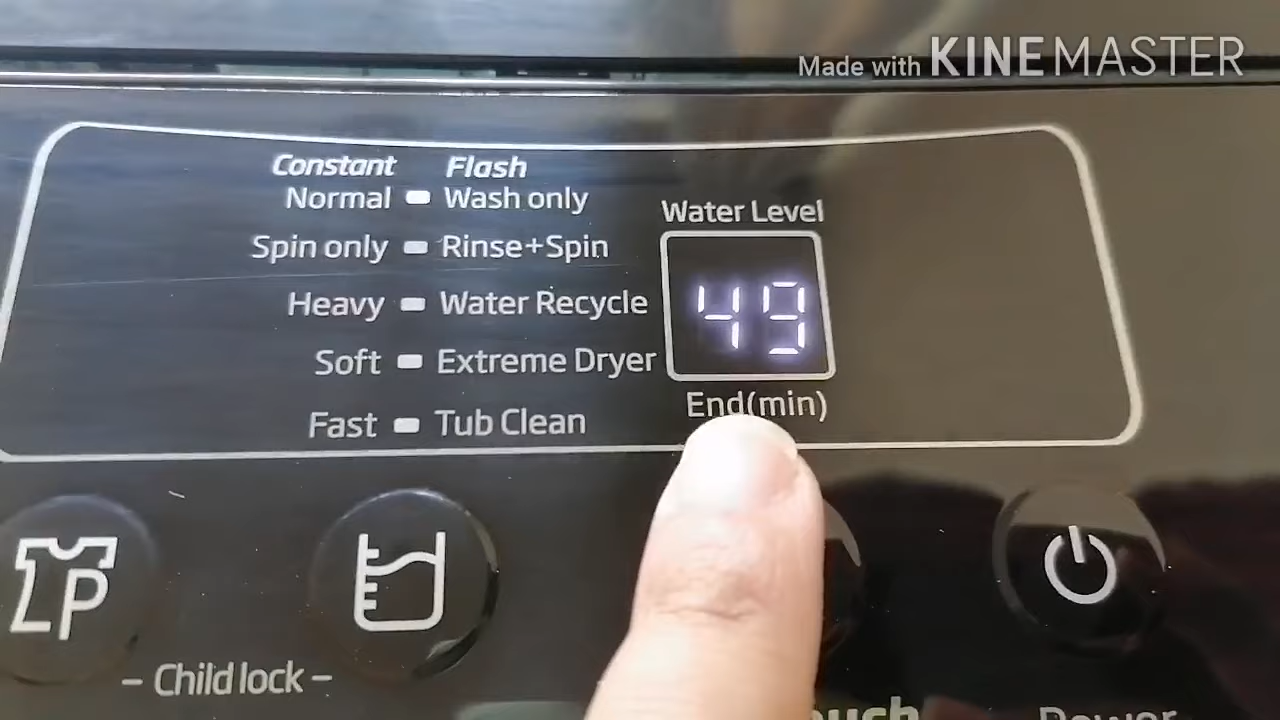 Made with KINEMASTER
Constant Flash
Normal Wash only
Spin only Rinse+Spin
Heavy Water Recycle
Soft Extreme Dryer
Fast Tub Clean
Water Level
49
End(min)
P
– Child lock –
Power